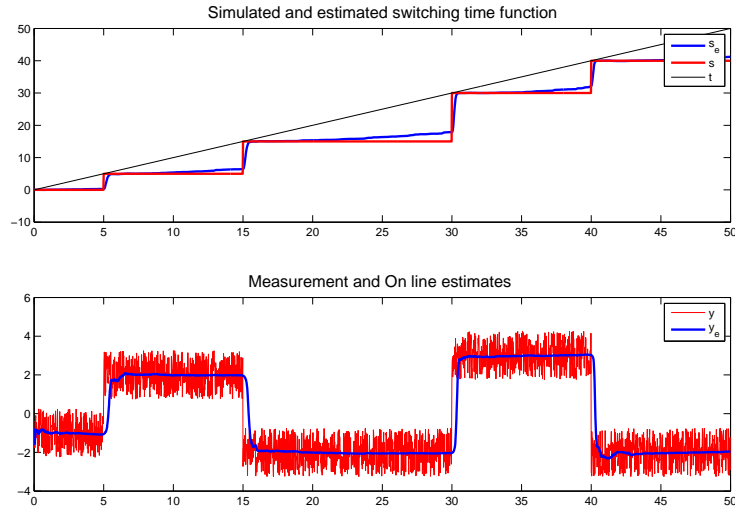 Simulated and estimated switching time function
50
40
30
20
10
0
−10
0 5 10 15 20 25 30 35 40 45 50
s_e
s
t
Measurement and On line estimates
6
4
2
0
−2
−4
0 5 10 15 20 25 30 35 40 45 50
y
y_e